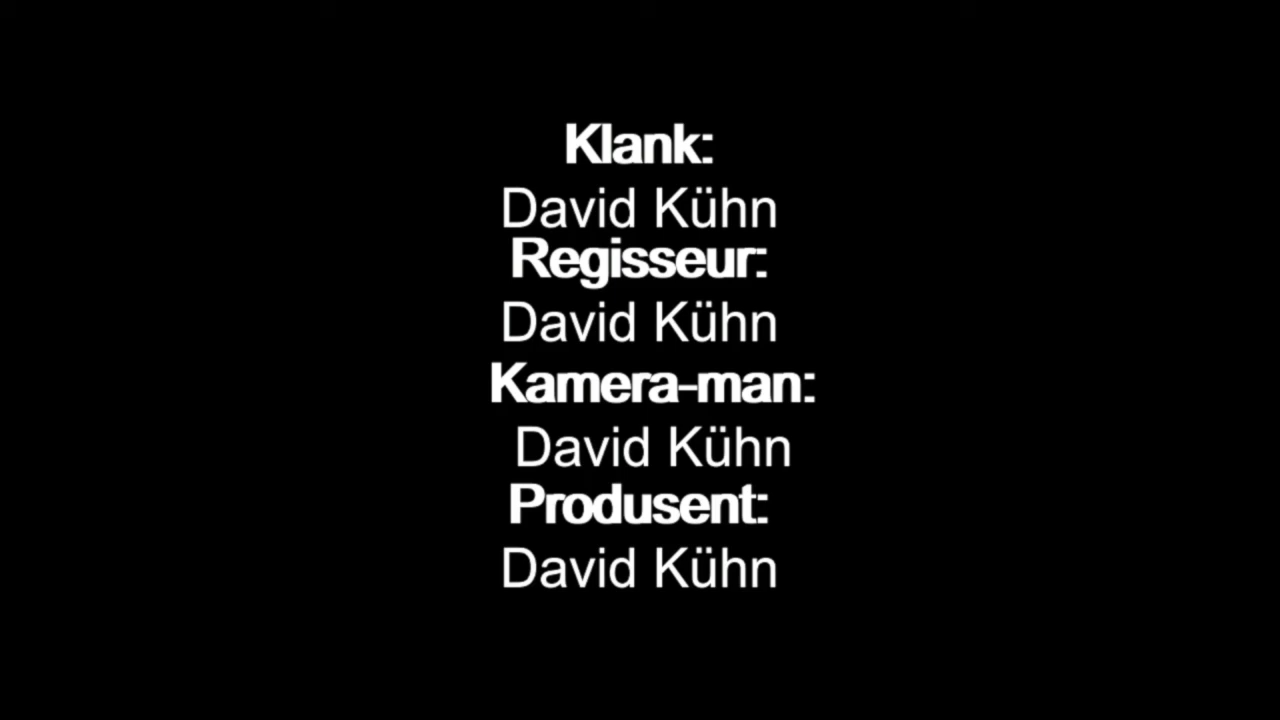 Klank:
David Kühn
Regisseur:
David Kühn
Kamera-man:
David Kühn
Produsent:
David Kühn